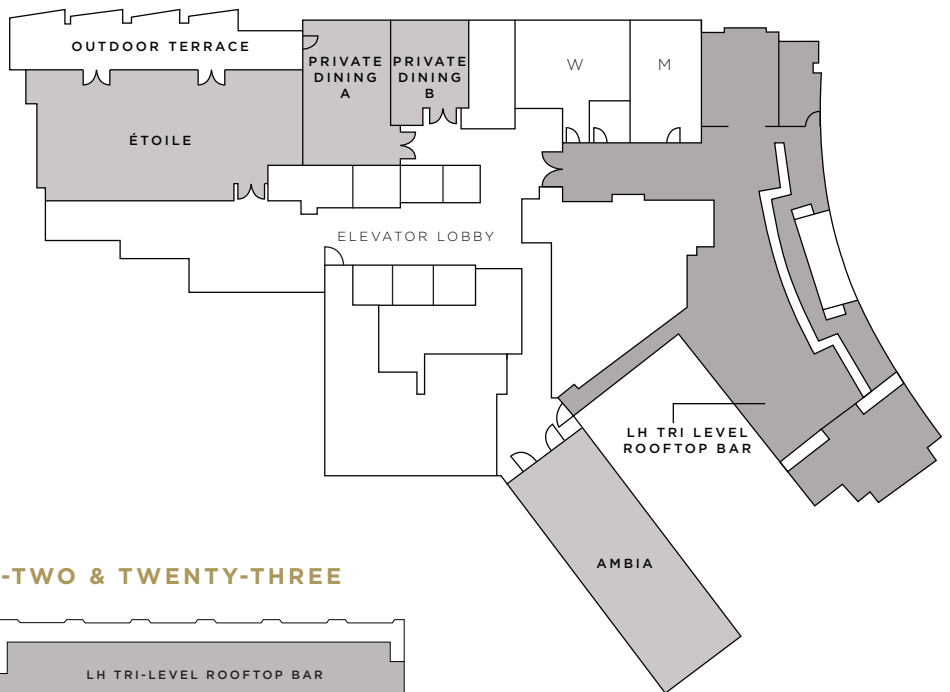 OUTDOOR TERRACE
PRIVATE
DINING
A
PRIVATE
DINING
B
W
M
ÉTOILE
ELEVATOR LOBBY
LH TRI LEVEL
ROOFTOP BAR
AMBIA
-TWO & TWENTY-THREE
LH TRI-LEVEL ROOFTOP BAR